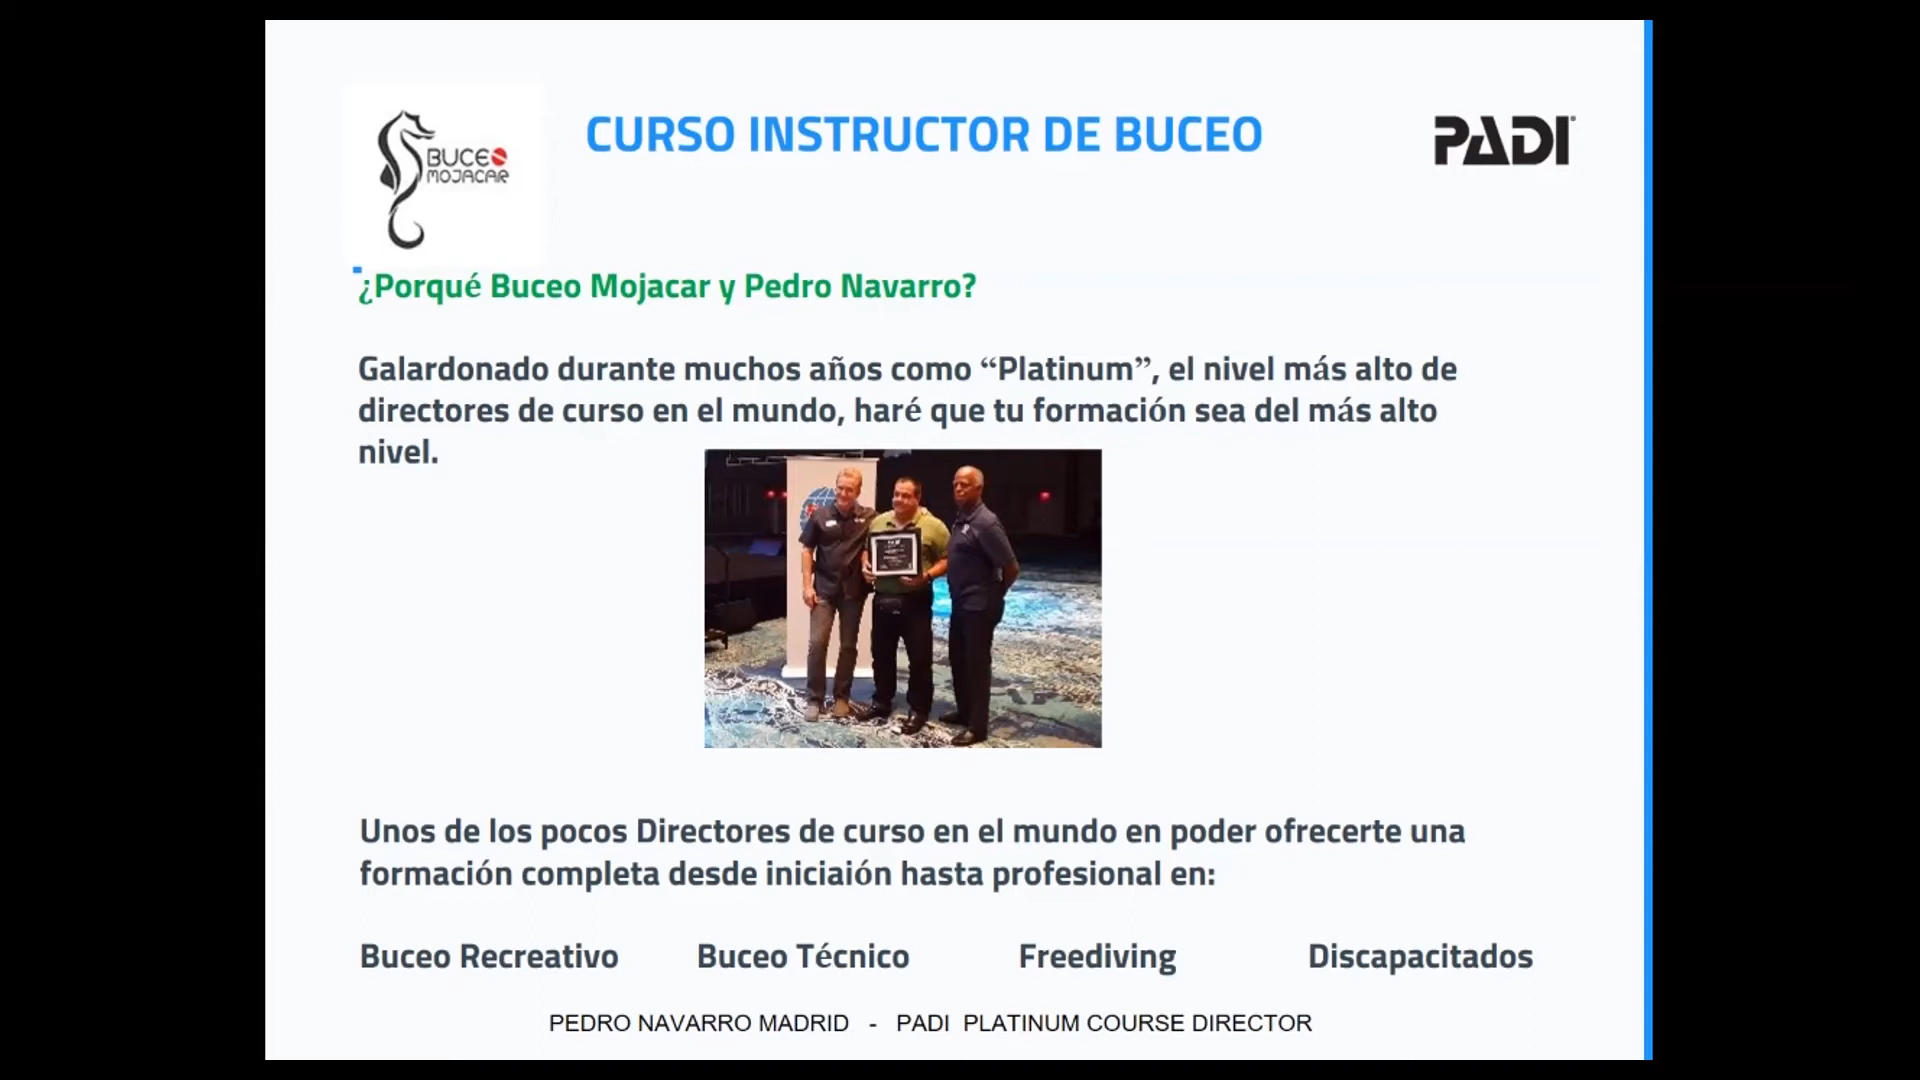 BUCEO
MOJACAR
CURSO INSTRUCTOR DE BUCEO
PADI
¿Porqué Buceo Mojacar y Pedro Navarro?
Galardonado durante muchos años como “Platinum”, el nivel más alto de
directores de curso en el mundo, haré que tu formación sea del más alto
nivel.
Unos de los pocos Directores de curso en el mundo en poder ofrecerte una
formación completa desde iniciaión hasta profesional en:
Buceo Recreativo Buceo Técnico Freediving Discapacitados
PEDRO NAVARRO MADRID - PADI PLATINUM COURSE DIRECTOR